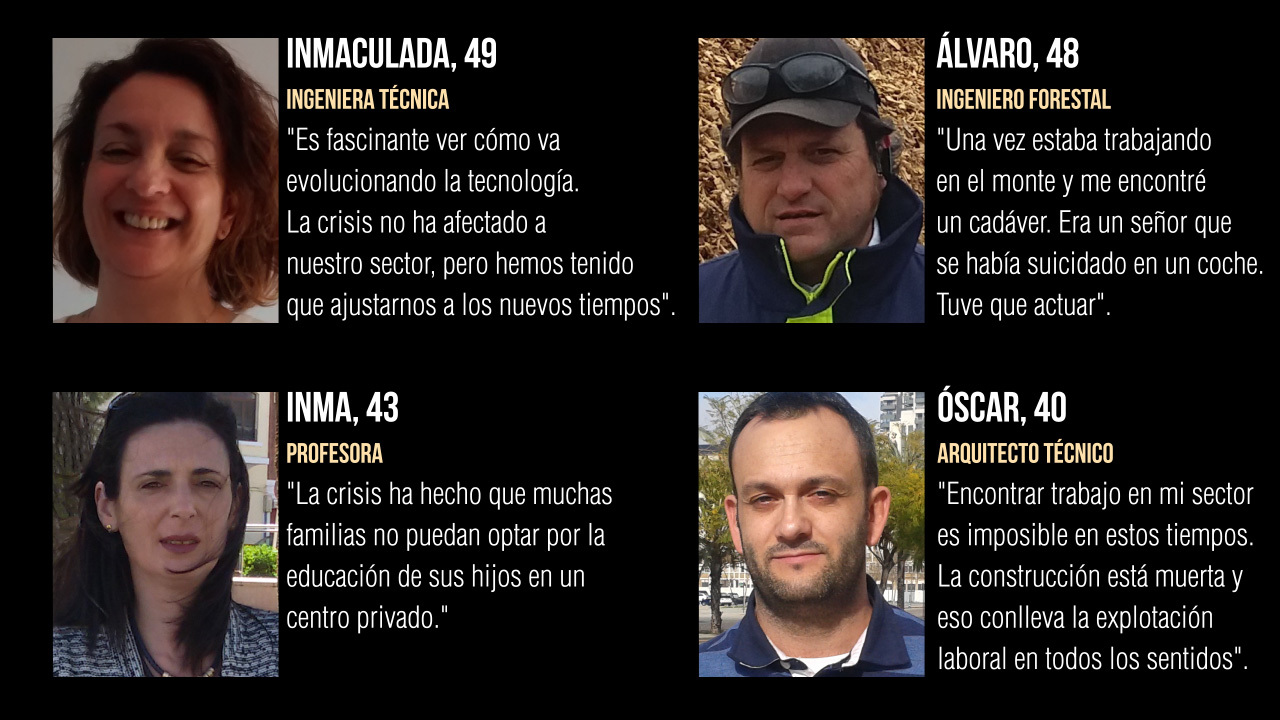 INMACULADA, 49
INGENIERA TÉCNICA
"Es fascinante ver cómo va
evolucionando la tecnología.
La crisis no ha afectado a
nuestro sector, pero hemos tenido
que ajustarnos a los nuevos tiempos".
ÁLVARO, 48
INGENIERO FORESTAL
"Una vez estaba trabajando
en el monte y me encontré
un cadáver. Era un señor que
se había suicidado en un coche.
Tuve que actuar".
INMA, 43
PROFESORA
"La crisis ha hecho que muchas
familias no puedan optar por la
educación de sus hijos en un
centro privado."
ÓSCAR, 40
ARQUITECTO TÉCNICO
"Encontrar trabajo en mi sector
es imposible en estos tiempos.
La construcción está muerta y
eso conlleva la explotación
laboral en todos los sentidos".